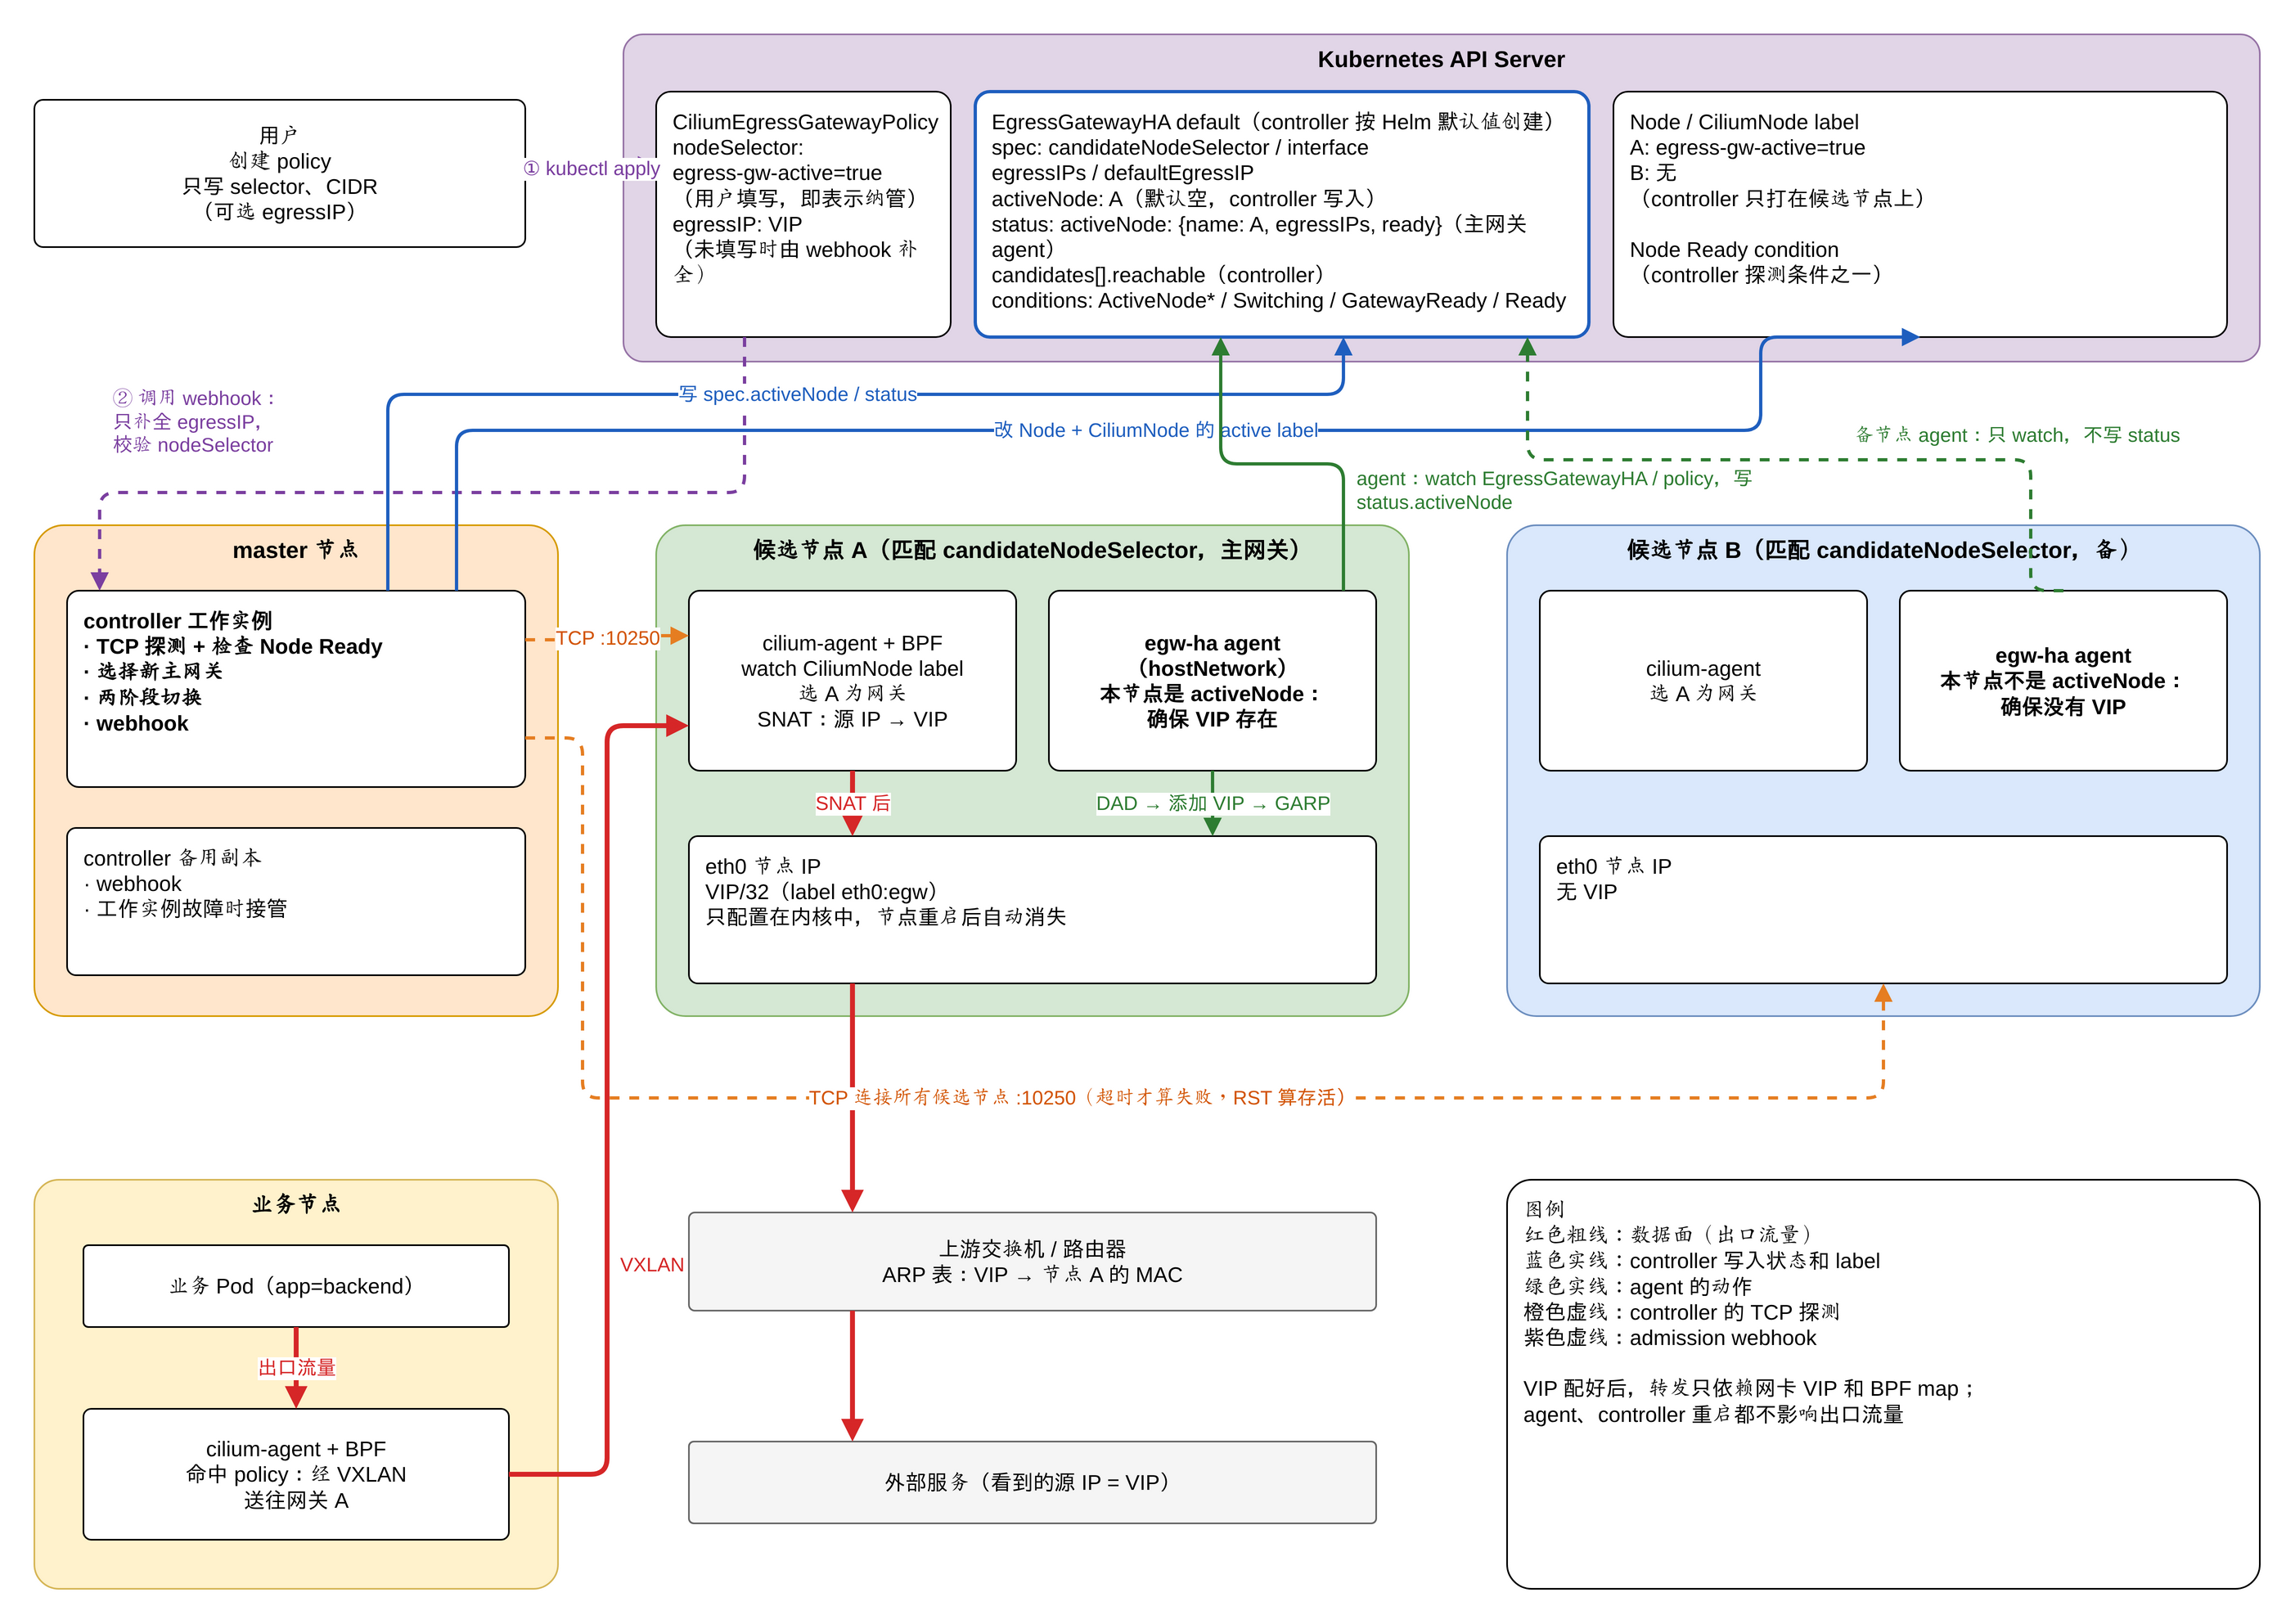 Kubernetes API Server
用户
创建 policy
只写 selector、CIDR
（可选 egressIP）
① kubectl apply
CiliumEgressGatewayPolicy
nodeSelector:
egress-gw-active=true
（用户填写，即表示纳管）
egressIP: VIP
（未填写时由 webhook 补
全）
EgressGatewayHA default（controller 按 Helm 默认值创建）
spec: candidateNodeSelector / interface
egressIPs / defaultEgressIP
activeNode: A（默认空，controller 写入）
status: activeNode: {name: A, egressIPs, ready}（主网关
agent）
candidates[].reachable（controller）
conditions: ActiveNode* / Switching / GatewayReady / Ready
Node / CiliumNode label
A: egress-gw-active=true
B: 无
（controller 只打在候选节点上）
Node Ready condition
（controller 探测条件之一）
② 调用 webhook：
只补全 egressIP，
校验 nodeSelector
写 spec.activeNode / status
改 Node + CiliumNode 的 active label
备节点 agent：只 watch，不写 status
agent：watch EgressGatewayHA / policy，写
status.activeNode
master 节点
controller 工作实例
· TCP 探测 + 检查 Node Ready
· 选择新主网关
· 两阶段切换
· webhook
controller 备用副本
· webhook
· 工作实例故障时接管
TCP :10250
候选节点 A（匹配 candidateNodeSelector，主网关）
cilium-agent + BPF
watch CiliumNode label
选 A 为网关
SNAT：源 IP → VIP
egw-ha agent
（hostNetwork）
本节点是 activeNode：
确保 VIP 存在
SNAT 后
DAD → 添加 VIP → GARP
eth0 节点 IP
VIP/32（label eth0:egw）
只配置在内核中，节点重启后自动消失
候选节点 B（匹配 candidateNodeSelector，备）
cilium-agent
选 A 为网关
egw-ha agent
本节点不是 activeNode：
确保没有 VIP
eth0 节点 IP
无 VIP
TCP 连接所有候选节点 :10250（超时才算失败，RST 算存活）
业务节点
业务 Pod（app=backend）
出口流量
cilium-agent + BPF
命中 policy：经 VXLAN
送往网关 A
VXLAN
上游交换机 / 路由器
ARP 表：VIP → 节点 A 的 MAC
外部服务（看到的源 IP = VIP）
图例
红色粗线：数据面（出口流量）
蓝色实线：controller 写入状态和 label
绿色实线：agent 的动作
橙色虚线：controller 的 TCP 探测
紫色虚线：admission webhook
VIP 配好后，转发只依赖网卡 VIP 和 BPF map；
agent、controller 重启都不影响出口流量